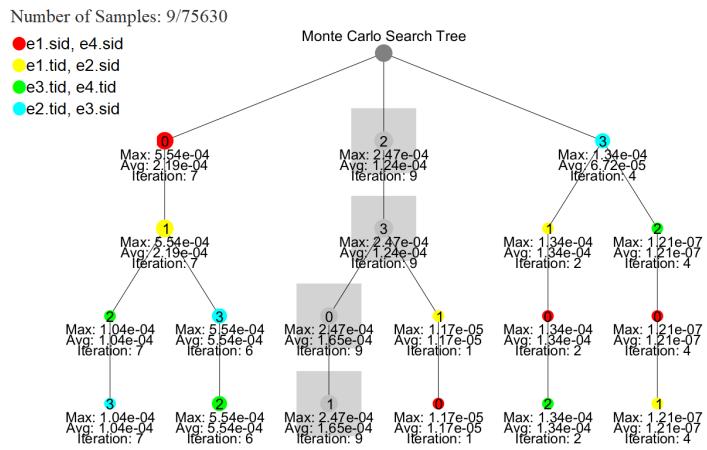 Number of Samples: 9/75630
e1.sid, e4.sid
e1.tid, e2.sid
e3.tid, e4.tid
e2.tid, e3.sid
Monte Carlo Search Tree
0
Max: 5.54e-04
Avg: 2.19e-04
Iteration: 7
2
Max: 2.47e-04
Avg: 1.24e-04
Iteration: 9
3
Max: 1.34e-04
Avg: 6.72e-05
Iteration: 4
1
Max: 5.54e-04
Avg: 2.19e-04
Iteration: 7
3
Max: 2.47e-04
Avg: 1.24e-04
Iteration: 9
1
Max: 1.34e-04
Avg: 1.34e-04
Iteration: 2
2
Max: 1.21e-07
Avg: 1.21e-07
Iteration: 4
2
Max: 1.04e-04
Avg: 1.04e-04
Iteration: 7
3
Max: 5.54e-04
Avg: 5.54e-04
Iteration: 6
0
Max: 2.47e-04
Avg: 1.65e-04
Iteration: 9
1
Max: 1.17e-05
Avg: 1.17e-05
Iteration: 1
0
Max: 1.34e-04
Avg: 1.34e-04
Iteration: 2
0
Max: 1.21e-07
Avg: 1.21e-07
Iteration: 4
3
Max: 1.04e-04
Avg: 1.04e-04
Iteration: 7
2
Max: 5.54e-04
Avg: 5.54e-04
Iteration: 6
1
Max: 2.47e-04
Avg: 1.65e-04
Iteration: 9
0
Max: 1.17e-05
Avg: 1.17e-05
Iteration: 1
2
Max: 1.34e-04
Avg: 1.34e-04
Iteration: 2
1
Max: 1.21e-07
Avg: 1.21e-07
Iteration: 4